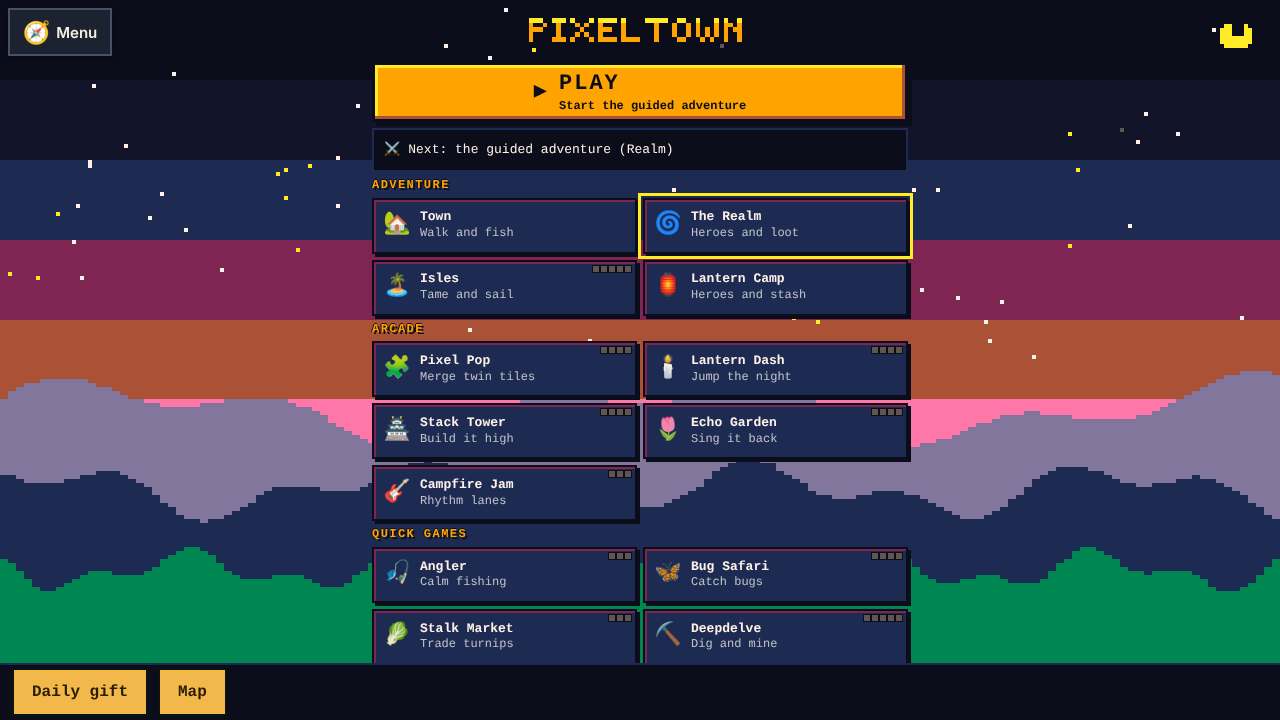 Menu
PIXELTOWN
PLAY
Start the guided adventure
Next: the guided adventure (Realm)
ADVENTURE
Town
Walk and fish
The Realm
Heroes and loot
Isles
Tame and sail
Lantern Camp
Heroes and stash
ARCADE
Pixel Pop
Merge twin tiles
Lantern Dash
Jump the night
Stack Tower
Build it high
Echo Garden
Sing it back
Campfire Jam
Rhythm lanes
QUICK GAMES
Angler
Calm fishing
Bug Safari
Catch bugs
Stalk Market
Trade turnips
Deepdelve
Dig and mine
Daily gift
Map